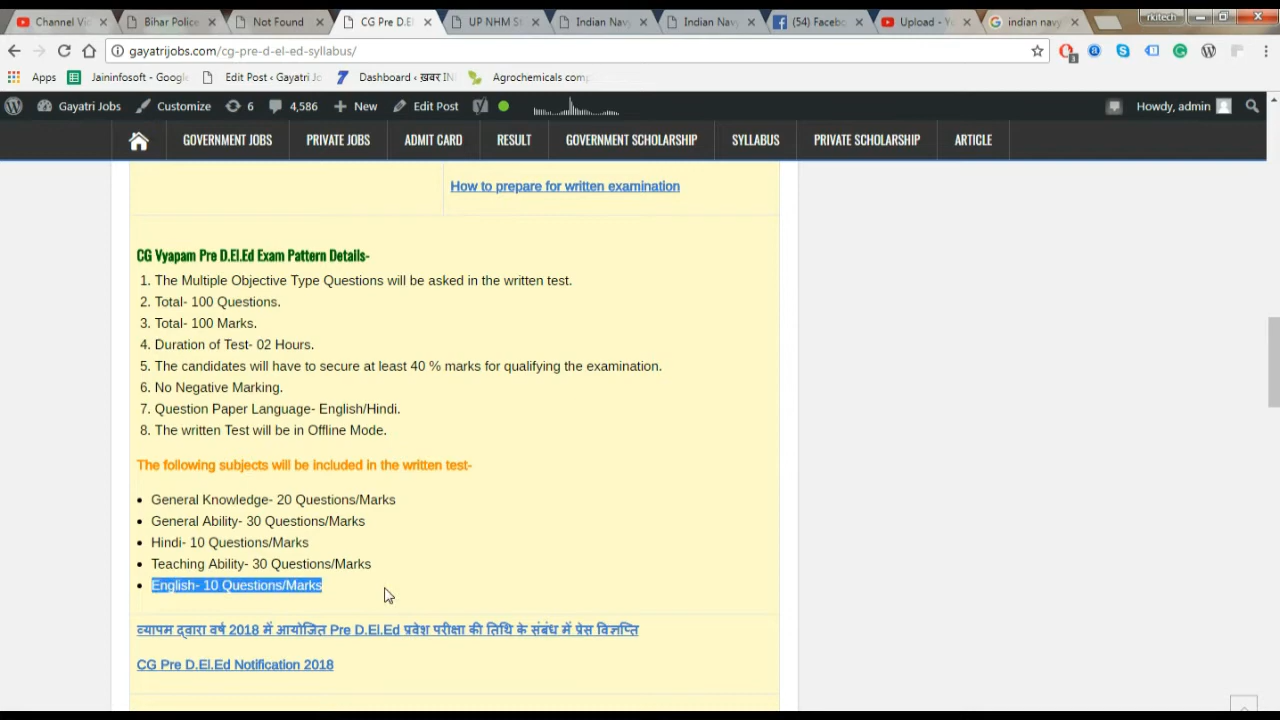 Channel Vi
Bihar Police
Not Found
CG Pre D.El
UP NHM St
Indian Navy
Indian Navy
(54) Facebo
Upload - Yo
indian navy
rkitech
gayatrijobs.com/cg-pre-d-el-ed-syllabus/
3
Apps
Jaininfosoft - Google
Edit Post ‹ Gayatri Jo
Dashboard ‹ ख़बर INI
Agrochemicals com
Gayatri Jobs
Customize
6
4,586
New
Edit Post
Howdy, admin
GOVERNMENT JOBS
PRIVATE JOBS
ADMIT CARD
RESULT
GOVERNMENT SCHOLARSHIP
SYLLABUS
PRIVATE SCHOLARSHIP
ARTICLE
How to prepare for written examination
CG Vyapam Pre D.El.Ed Exam Pattern Details-
1. The Multiple Objective Type Questions will be asked in the written test.
2. Total- 100 Questions.
3. Total- 100 Marks.
4. Duration of Test- 02 Hours.
5. The candidates will have to secure at least 40 % marks for qualifying the examination.
6. No Negative Marking.
7. Question Paper Language- English/Hindi.
8. The written Test will be in Offline Mode.
The following subjects will be included in the written test-
• General Knowledge- 20 Questions/Marks
• General Ability- 30 Questions/Marks
• Hindi- 10 Questions/Marks
• Teaching Ability- 30 Questions/Marks
• English- 10 Questions/Marks
व्यापम द्वारा वर्ष 2018 में आयोजित Pre D.El.Ed प्रवेश परीक्षा की तिथि के संबंध में प्रेस विज्ञप्ति
CG Pre D.El.Ed Notification 2018